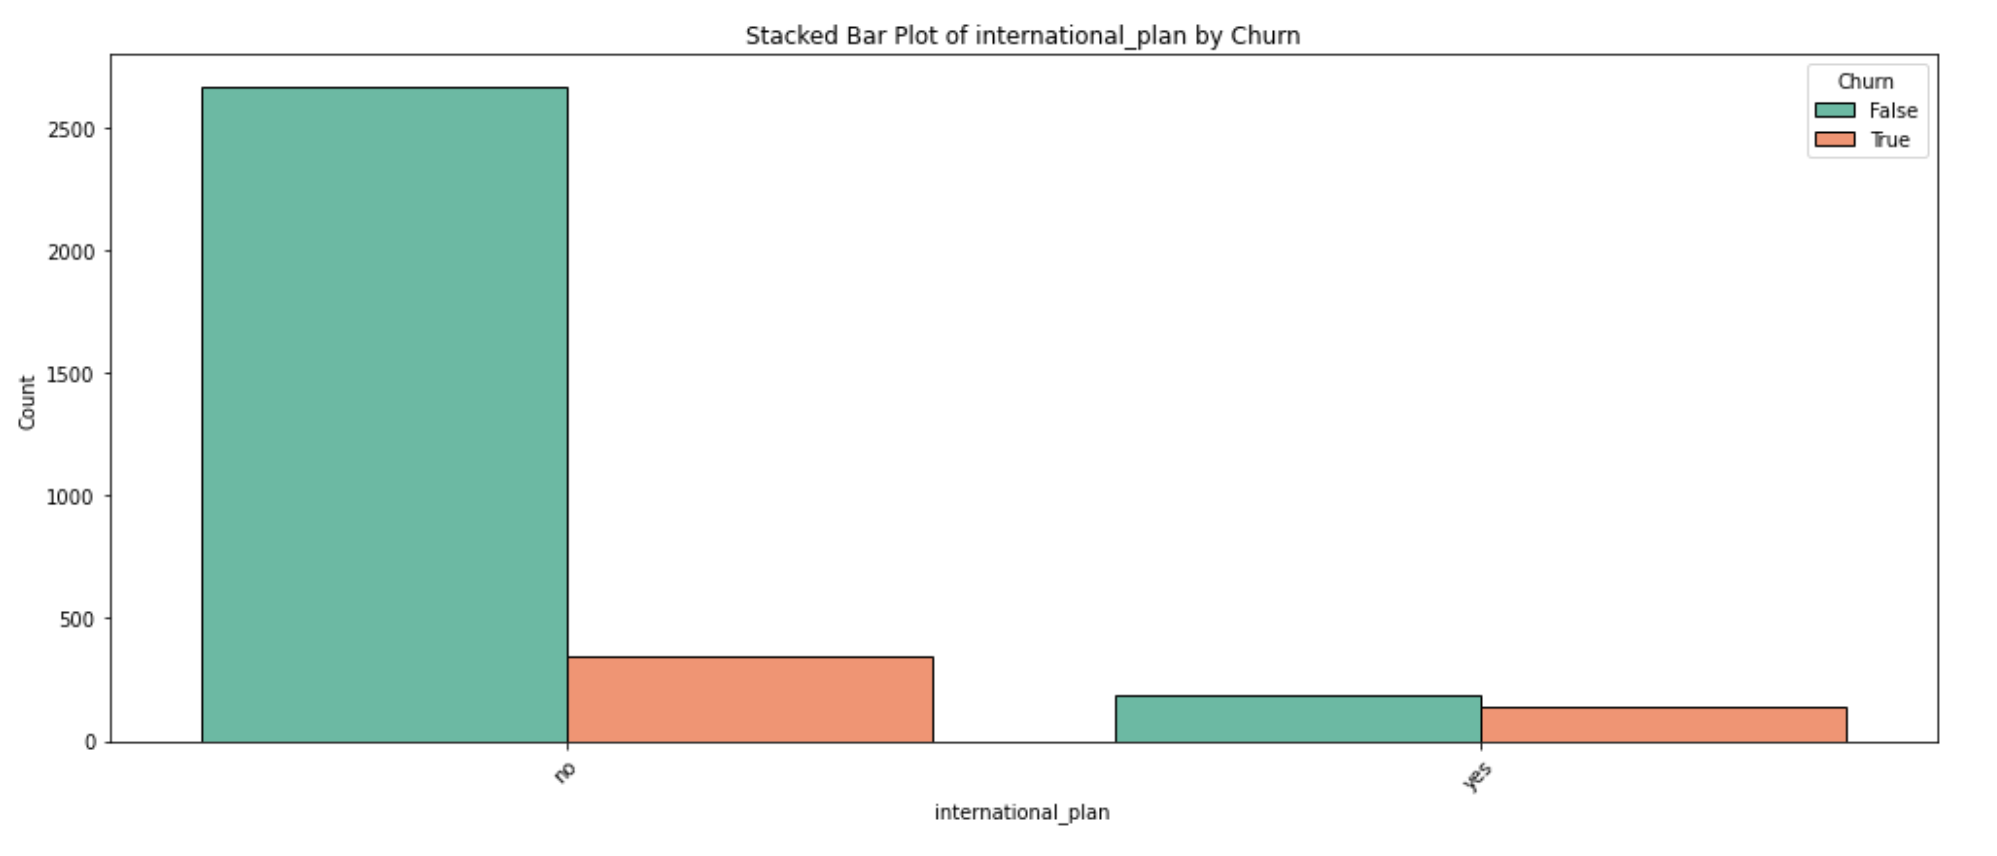 Stacked Bar Plot of international_plan by Churn
Churn
False
True
2500
2000
1500
1000
500
0
Count
no
yes
international_plan